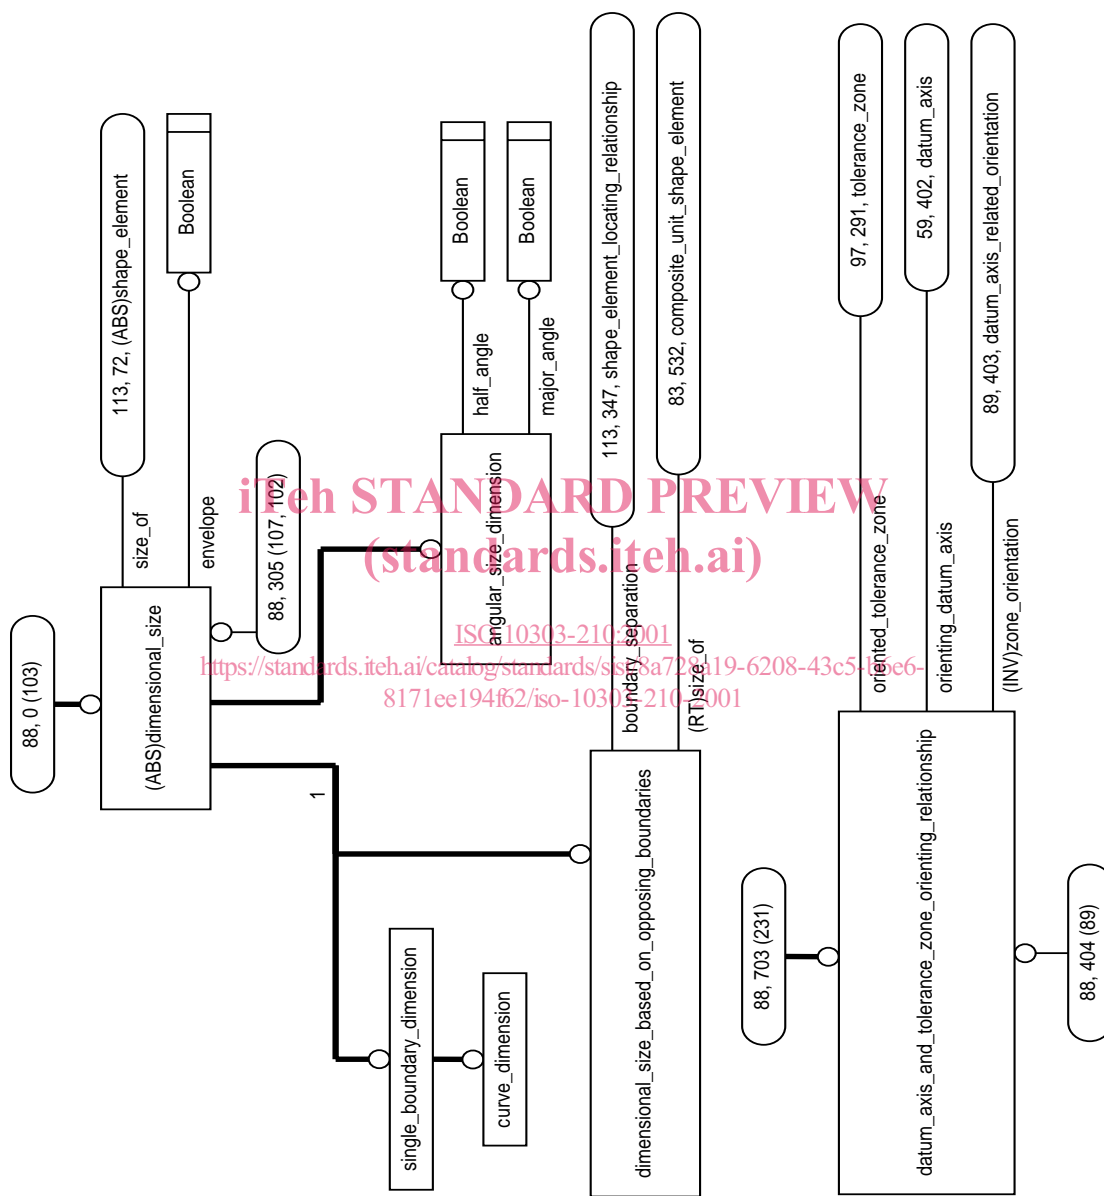 88, 0 (103)
(ABS)dimensional_size
size_of
113, 72, (ABS)shape_element
envelope
Boolean
88, 305 (107, 102)
1
angular_size_dimension
half_angle
Boolean
major_angle
Boolean
single_boundary_dimension
curve_dimension
dimensional_size_based_on_opposing_boundaries
boundary_separation
113, 347, shape_element_locating_relationship
(RT)size_of
83, 532, composite_unit_shape_element
88, 703 (231)
datum_axis_and_tolerance_zone_orienting_relationship
oriented_tolerance_zone
97, 291, tolerance_zone
orienting_datum_axis
59, 402, datum_axis
(INV)zone_orientation
89, 403, datum_axis_related_orientation
88, 404 (89)
iTeh STANDARD PREVIEW
(standards.iteh.ai)
ISO 10303-210:2001
https://standards.iteh.ai/catalog/standards/sist/8a728a19-6208-43c5-b6e6-
8171ee194f62/iso-10303-210-2001